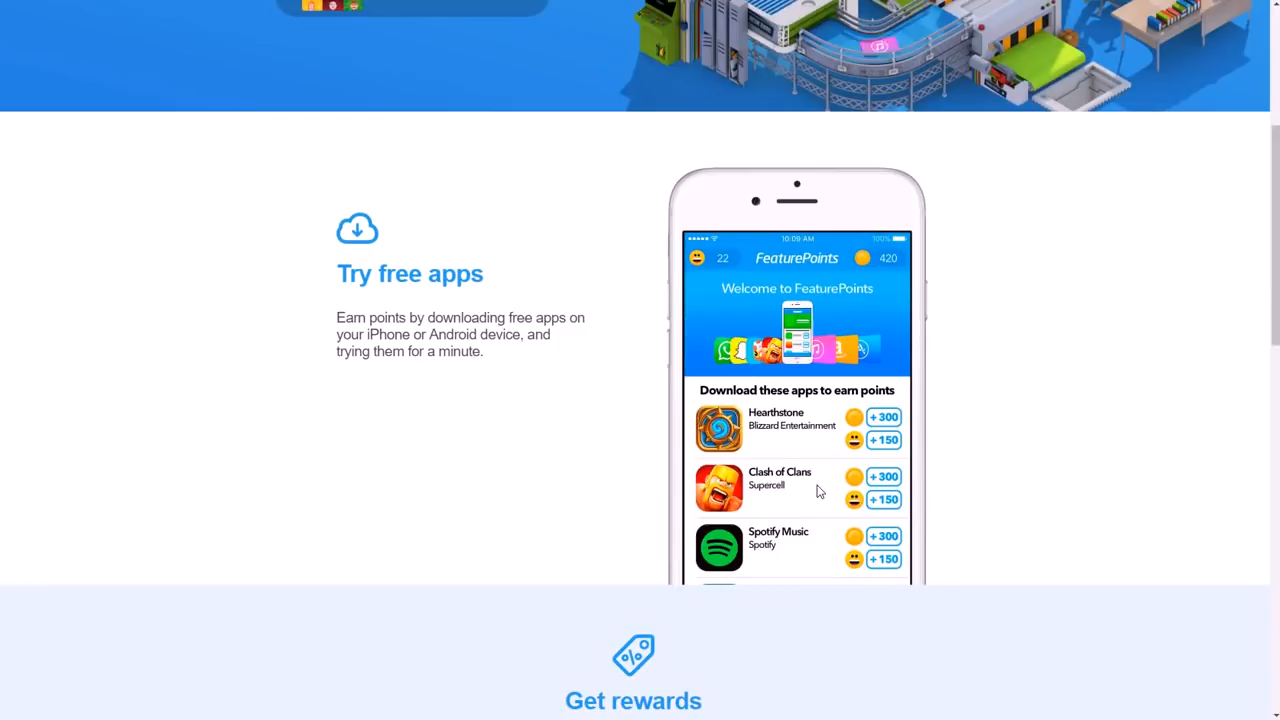 Try free apps
Earn points by downloading free apps on
your iPhone or Android device, and
trying them for a minute.
10:09 AM
100%
22
FeaturePoints
420
Welcome to FeaturePoints
Download these apps to earn points
Hearthstone
Blizzard Entertainment
+300
+150
Clash of Clans
Supercell
+300
+150
Spotify Music
Spotify
+300
+150
Get rewards